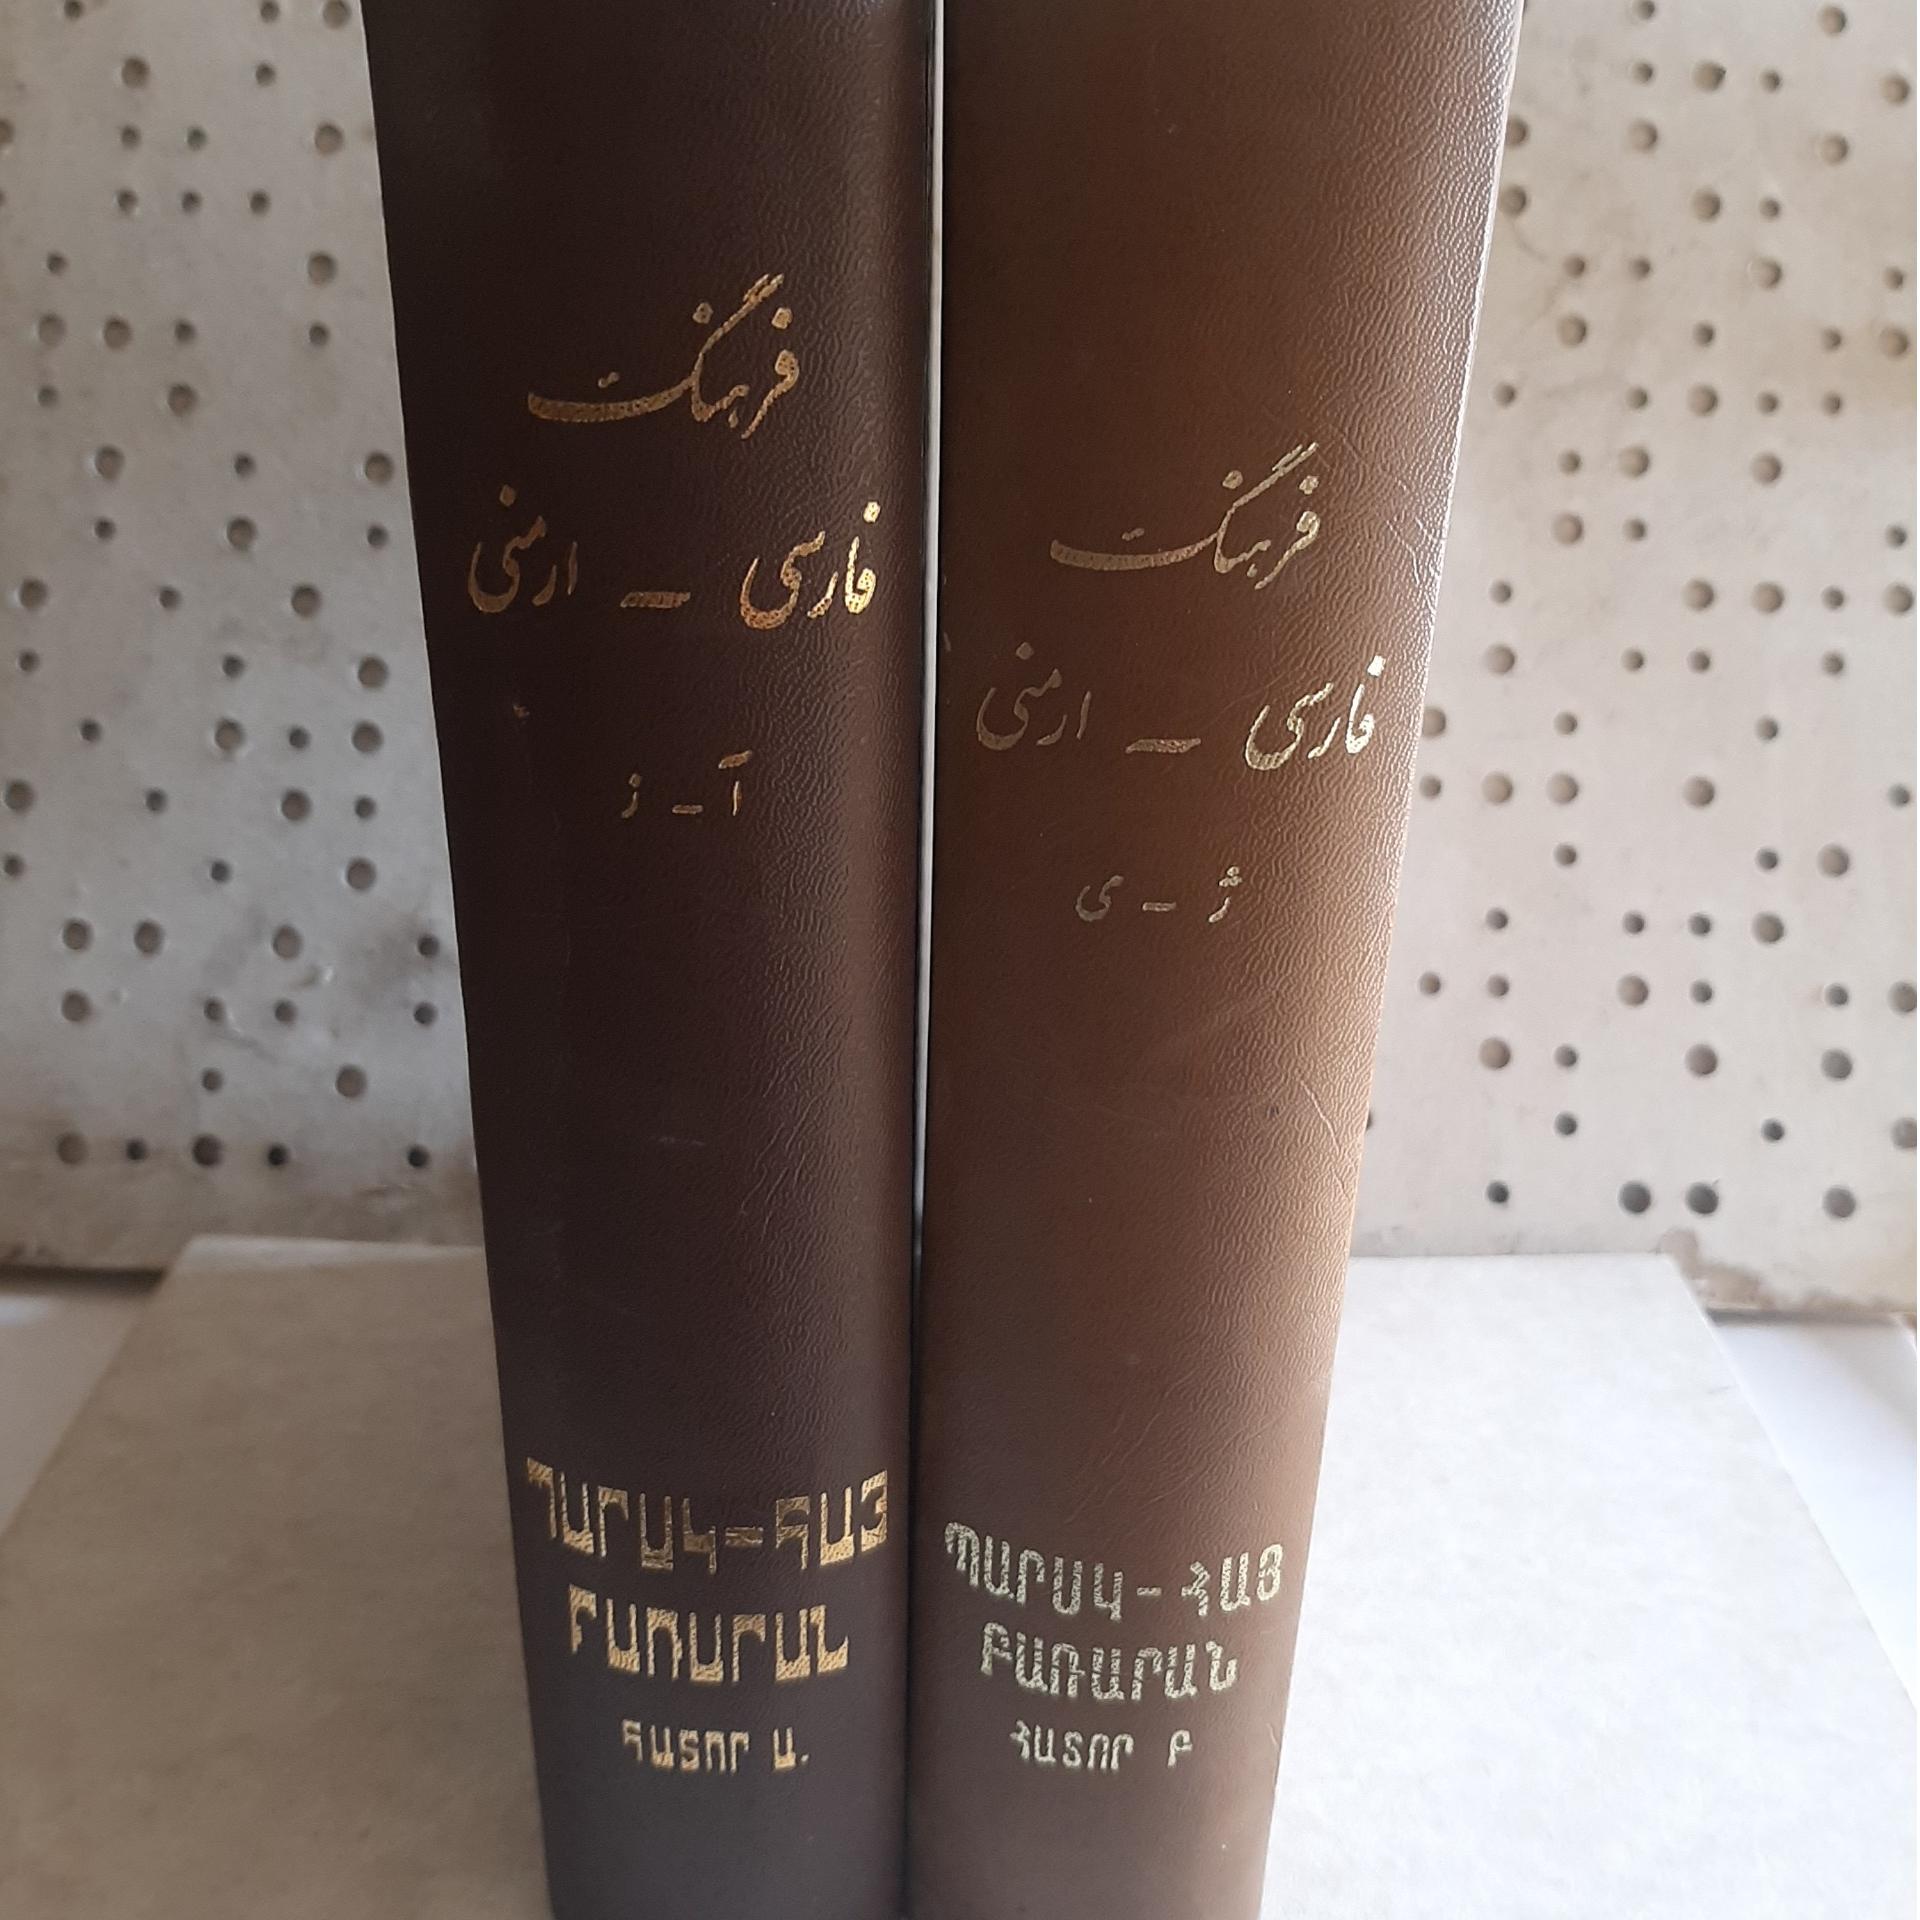 فرهنگ
فارسی – ارمنی
آ – ز
ՊԱՐՍԿ–ՀԱՅ
ԲԱՌԱՐԱՆ
ՀԱՏՈՐ Ա.
فرهنگ
فارسی – ارمنی
ژ – ی
ՊԱՐՍԿ – ՀԱՅ
ԲԱՌԱՐԱՆ
ՀԱՏՈՐ Բ